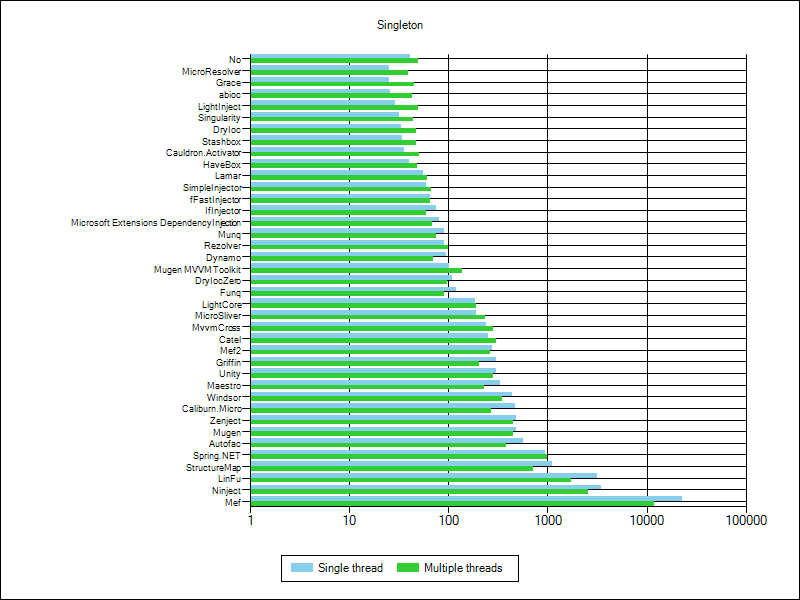 Singleton
No
MicroResolver
Grace
abioc
LightInject
Singularity
DryIoc
Stashbox
Cauldron.Activator
HaveBox
Lamar
SimpleInjector
fFastInjector
IfInjector
Microsoft Extensions DependencyInjection
Munq
Rezolver
Dynamo
Mugen MVVM Toolkit
DryIocZero
Funq
LightCore
MicroSliver
MvvmCross
Catel
Mef2
Griffin
Unity
Maestro
Windsor
Caliburn.Micro
Zenject
Mugen
Autofac
Spring.NET
StructureMap
LinFu
Ninject
Mef
1 10 100 1000 10000 100000
Single thread Multiple threads